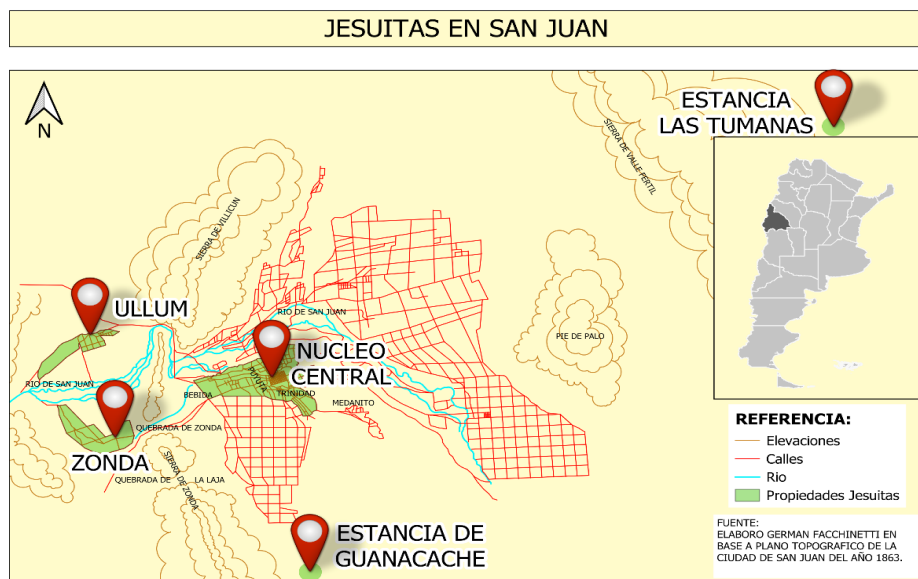 JESUITAS EN SAN JUAN
N
ESTANCIA
LAS TUMANAS
SIERRA DE VALLE FERTIL
SIERRA DE VILLICUN
ULLUM
RIO DE SAN JUAN
PIE DE PALO
NUCLEO
CENTRAL
PUYUTA
TRINIDAD
RIO DE SAN JUAN
BEBIDA
MEDANITO
QUEBRADA DE ZONDA
ZONDA
SIERRA DE ZONDA
QUEBRADA DE LA LAJA
ESTANCIA DE
GUANACACHE
REFERENCIA:
Elevaciones
Calles
Rio
Propiedades Jesuitas
FUENTE:
ELABORO GERMAN FACCHINETTI EN
BASE A PLANO TOPOGRAFICO DE LA
CIUDAD DE SAN JUAN DEL AÑO 1863.